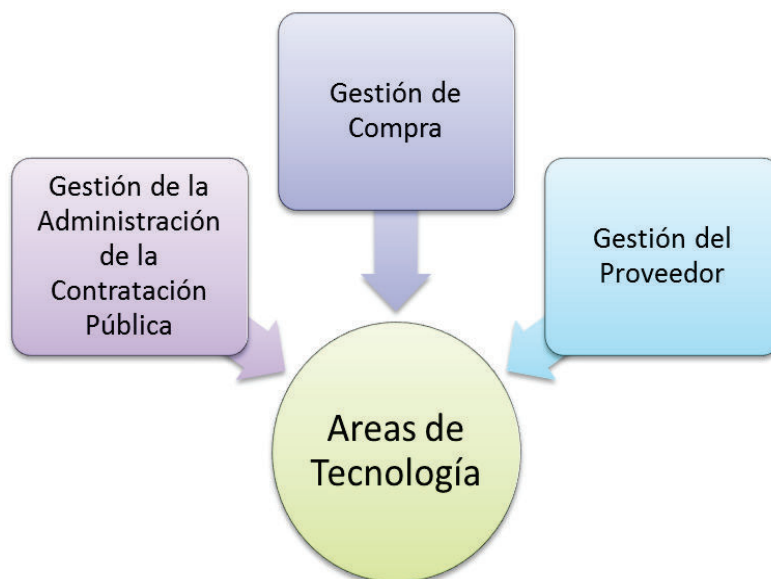 Gestión de
Compra
Gestión de la
Administración
de la
Contratación
Pública
Gestión del
Proveedor
Areas de
Tecnología